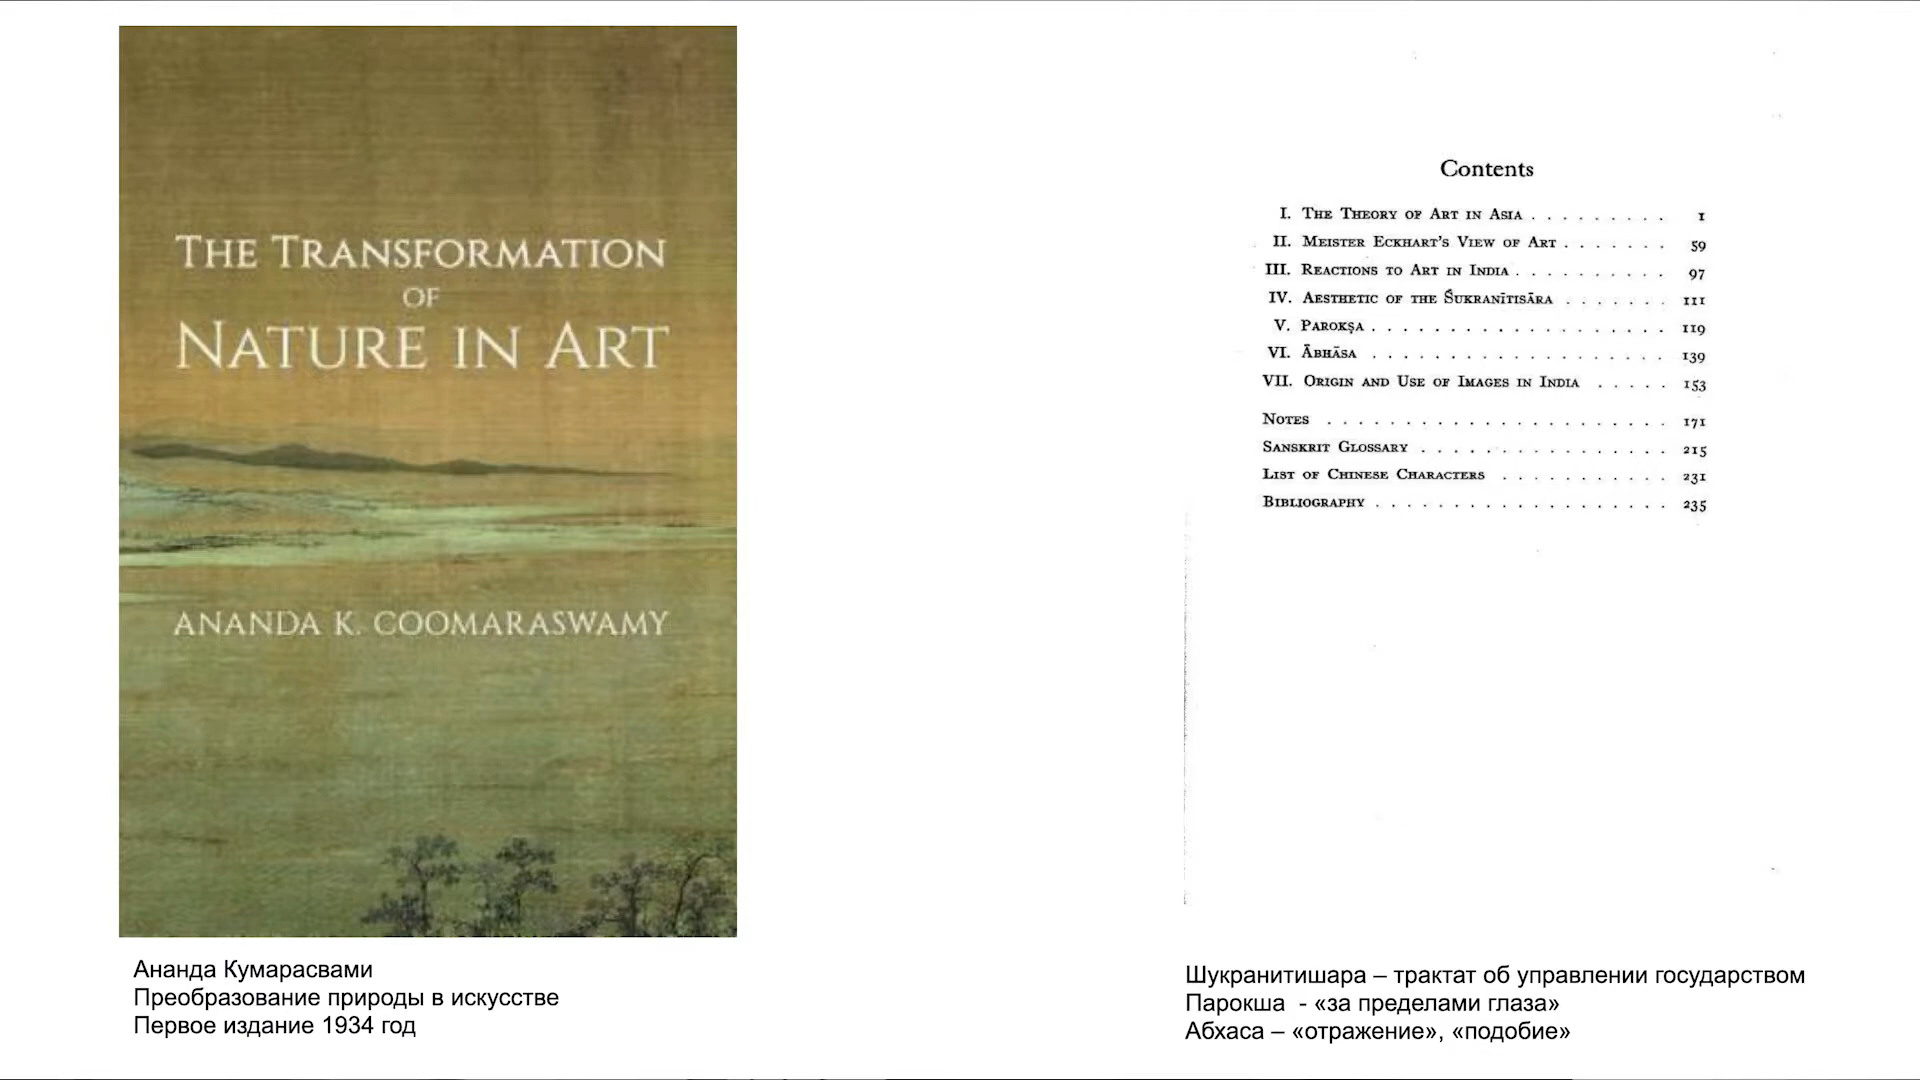 THE TRANSFORMATION
OF
NATURE IN ART
ANANDA K. COOMARASWAMY
Ананда Кумарасвами
Преобразование природы в искусстве
Первое издание 1934 год
Contents
I. THE THEORY OF ART IN ASIA . . . . . . . . . 1
II. MEISTER ECKHART'S VIEW OF ART . . . . . . . 59
III. REACTIONS TO ART IN INDIA . . . . . . . . . . 97
IV. AESTHETIC OF THE ŚUKRANĪTISĀRA . . . . . . . 111
V. PAROKṢA . . . . . . . . . . . . . . . . . . 119
VI. ĀBHĀSA . . . . . . . . . . . . . . . . . . 139
VII. ORIGIN AND USE OF IMAGES IN INDIA . . . . . 153
NOTES . . . . . . . . . . . . . . . . . . . . . 171
SANSKRIT GLOSSARY . . . . . . . . . . . . . . . 215
LIST OF CHINESE CHARACTERS . . . . . . . . . . . 231
BIBLIOGRAPHY . . . . . . . . . . . . . . . . . . 235
Шукранитишара – трактат об управлении государством
Парокша - «за пределами глаза»
Абхаса – «отражение», «подобие»